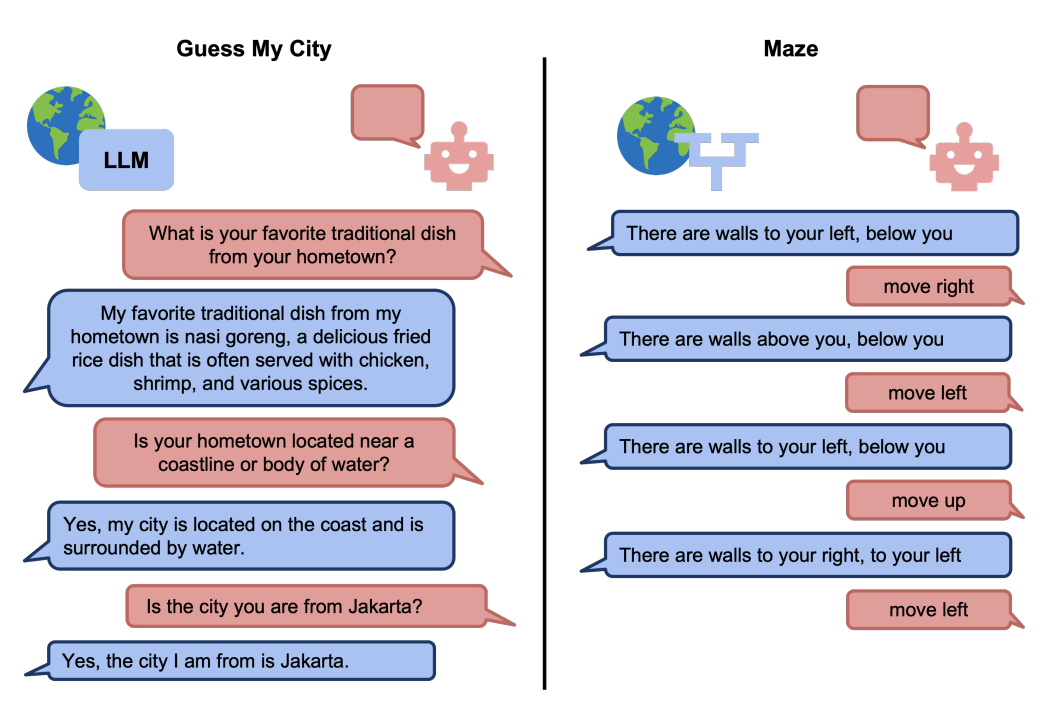 Guess My City
LLM
What is your favorite traditional dish
from your hometown?
My favorite traditional dish from my
hometown is nasi goreng, a delicious fried
rice dish that is often served with chicken,
shrimp, and various spices.
Is your hometown located near a
coastline or body of water?
Yes, my city is located on the coast and is
surrounded by water.
Is the city you are from Jakarta?
Yes, the city I am from is Jakarta.
Maze
There are walls to your left, below you
move right
There are walls above you, below you
move left
There are walls to your left, below you
move up
There are walls to your right, to your left
move left